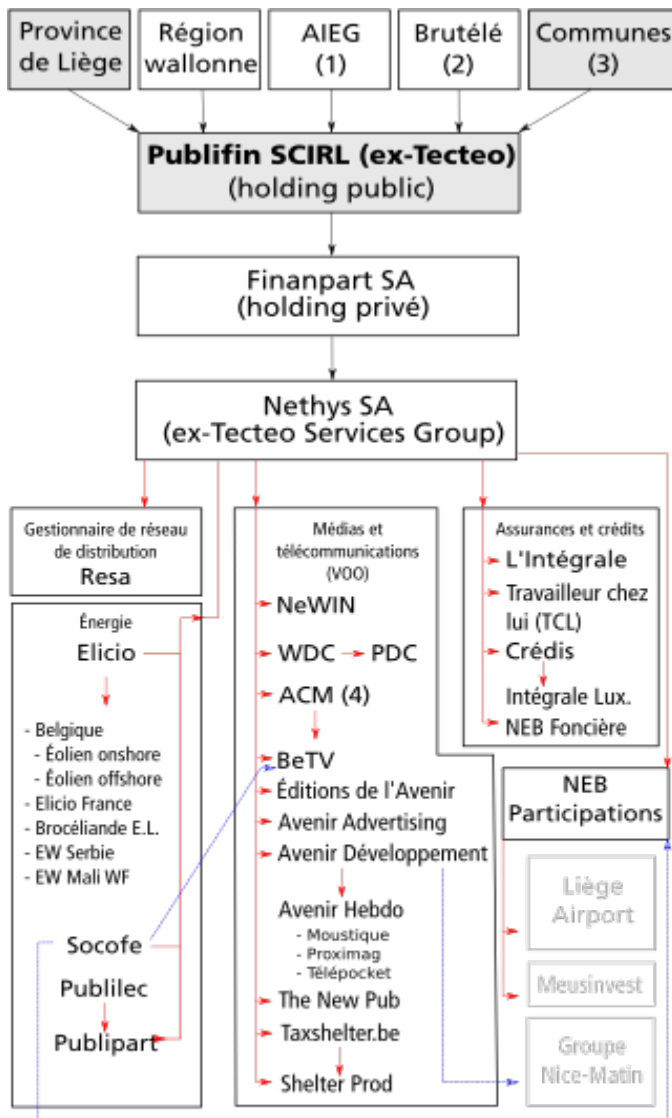 Province
de Liège
Région
wallonne
AIEG
(1)
Brutélé
(2)
Communes
(3)
Publifin SCIRL (ex-Tecteo)
(holding public)
Finanpart SA
(holding privé)
Nethys SA
(ex-Tecteo Services Group)
Gestionnaire de réseau
de distribution
Resa
Énergie
Elicio
- Belgique
- Éolien onshore
- Éolien offshore
- Elicio France
- Brocéliande E.L.
- EW Serbie
- EW Mali WF
Socofe
Publilec
Publipart
Médias et
télécommunications
(VOO)
NeWIN
WDC
PDC
ACM (4)
BeTV
Éditions de l'Avenir
Avenir Advertising
Avenir Développement
Avenir Hebdo
- Moustique
- Proximag
- Télépocket
The New Pub
Taxshelter.be
Shelter Prod
Assurances et crédits
L'Intégrale
Travailleur chez
lui (TCL)
Crédis
Intégrale Lux.
NEB Foncière
NEB
Participations
Liège
Airport
Meusinvest
Groupe
Nice-Matin